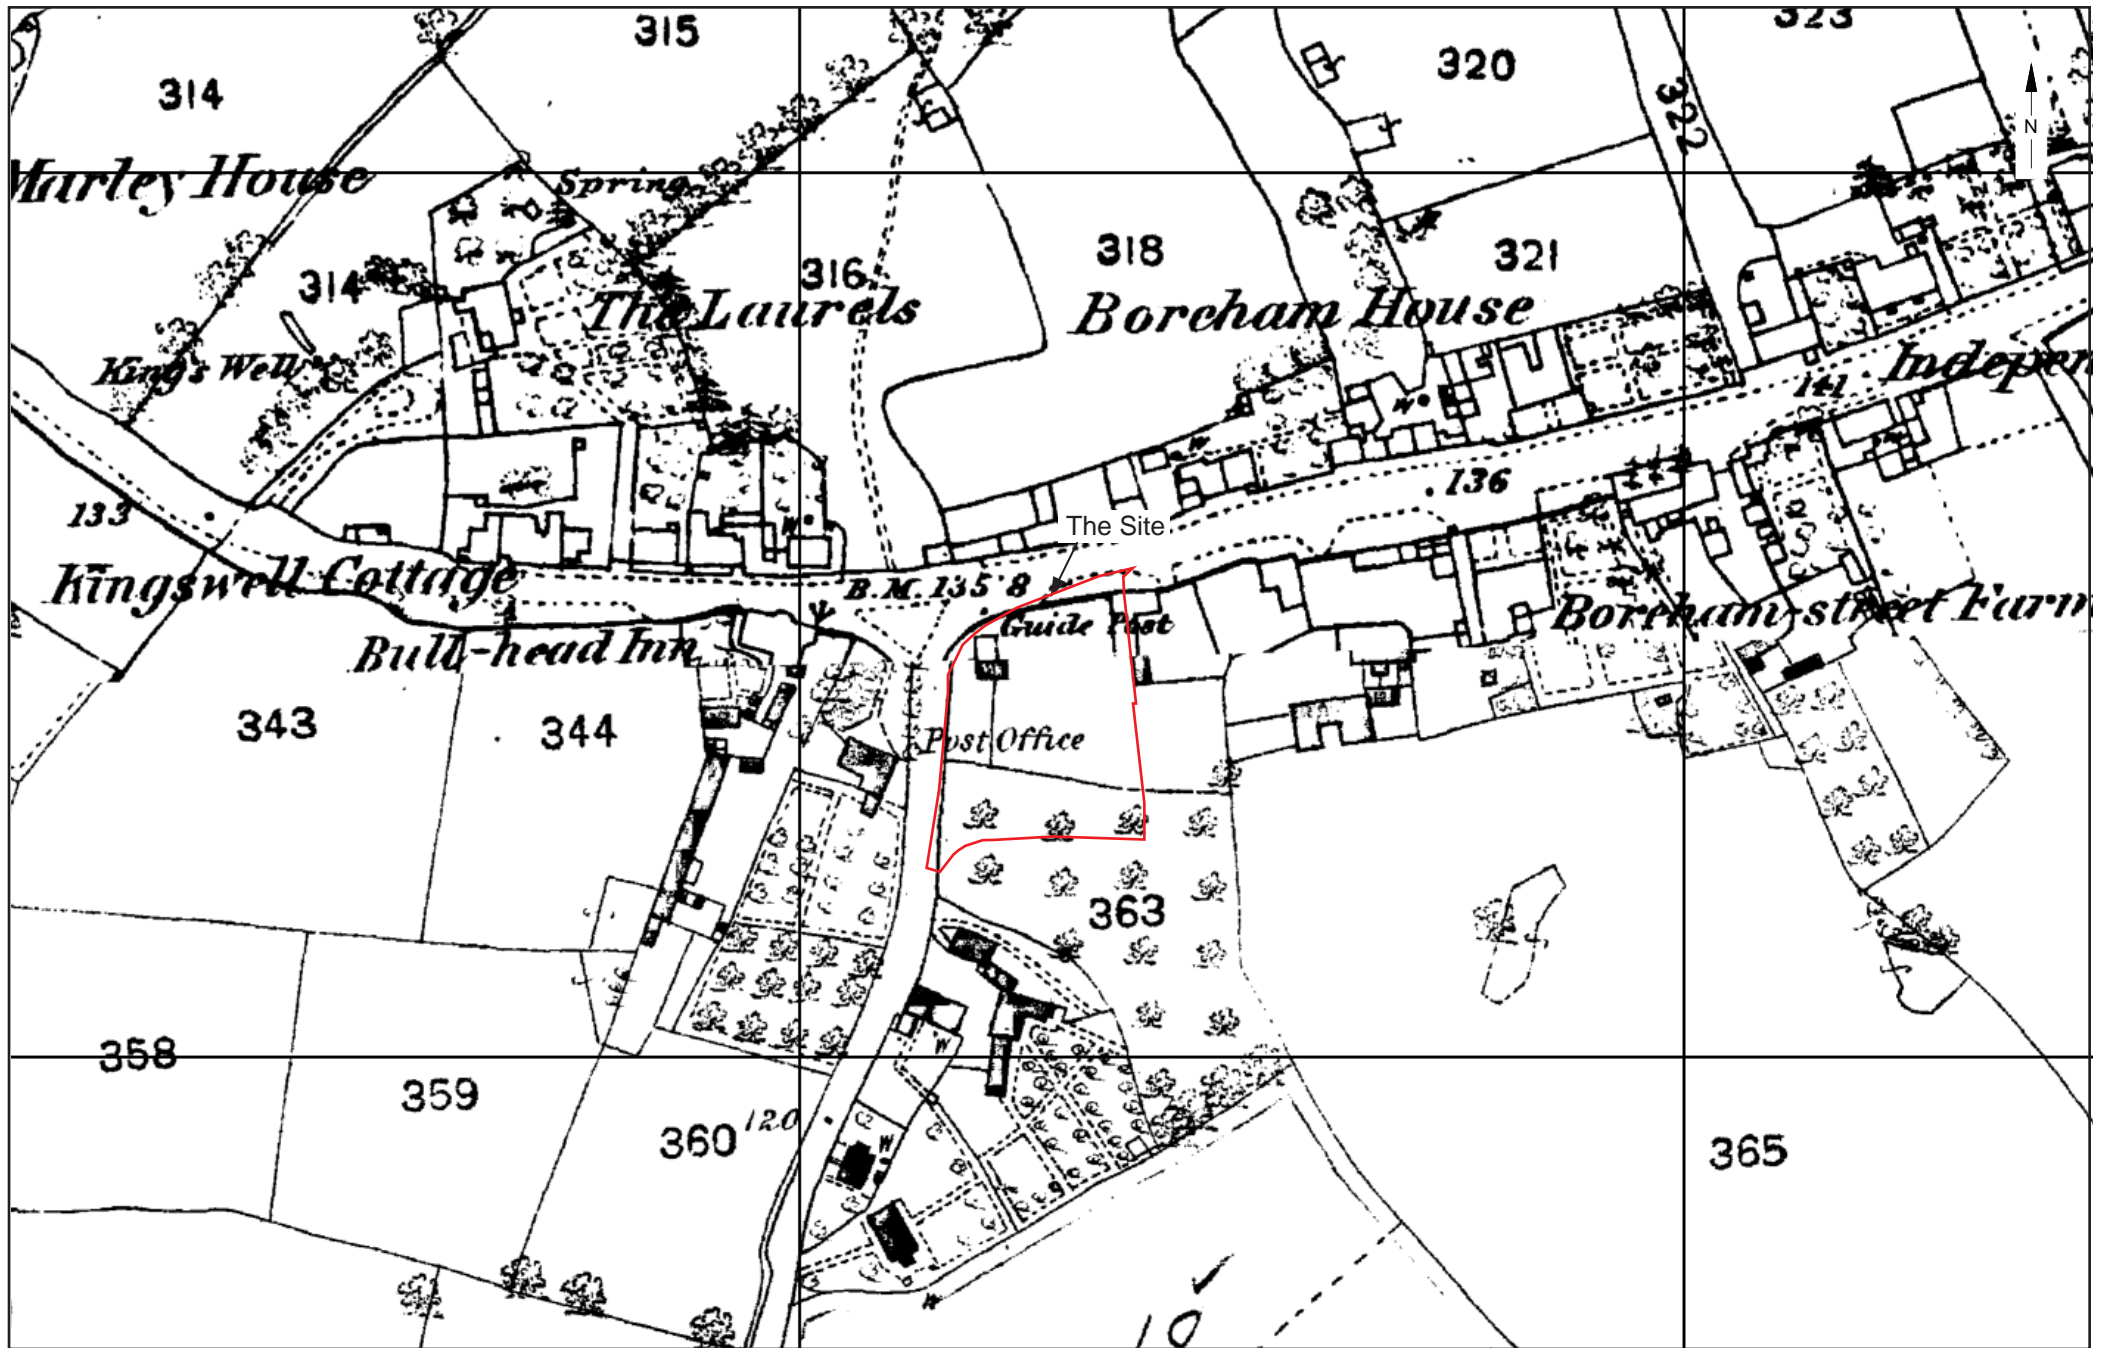 315
323
314
320
322
N
Marley House
Spring
318
321
314
316
The Laurels
Boreham House
King's Well
Indepen
141
W
W
136
133
W
The Site
B.M. 135·8
Kingswell Cottage
Guide Post
Boreham-street Farm
Bull-head Inn
343
344
Post Office
363
W
358
359
120
360
W
365
W